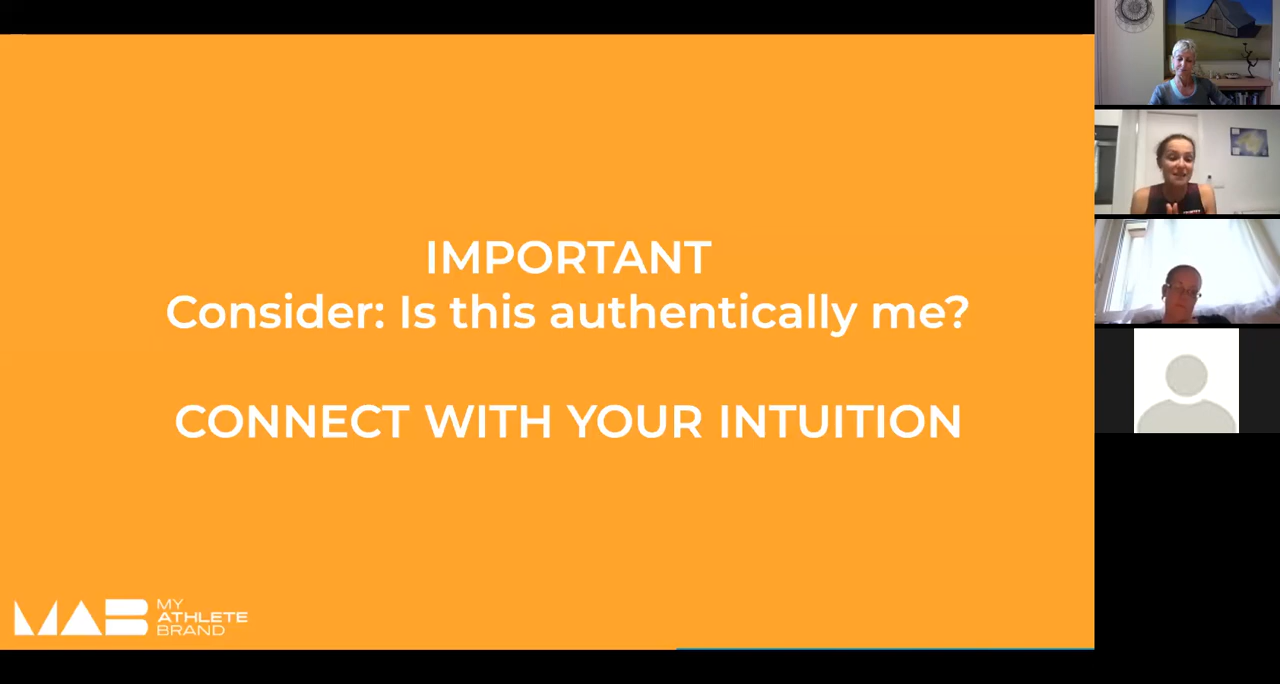 IMPORTANT
Consider: Is this authentically me?
CONNECT WITH YOUR INTUITION
MAB
MY
ATHLETE
BRAND